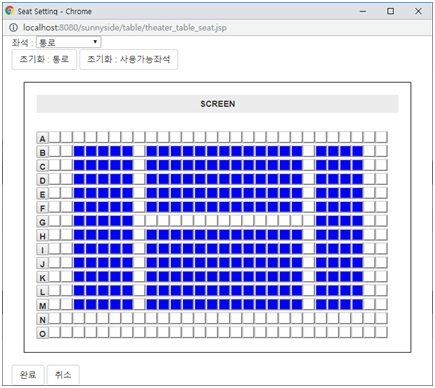 Seat Setting - Chrome
localhost:8080/sunnyside/table/theater_table_seat.jsp
좌석 : 통로
초기화 : 통로 초기화 : 사용가능좌석
SCREEN
A
B
C
D
E
F
G
H
I
J
K
L
M
N
O
완료 취소